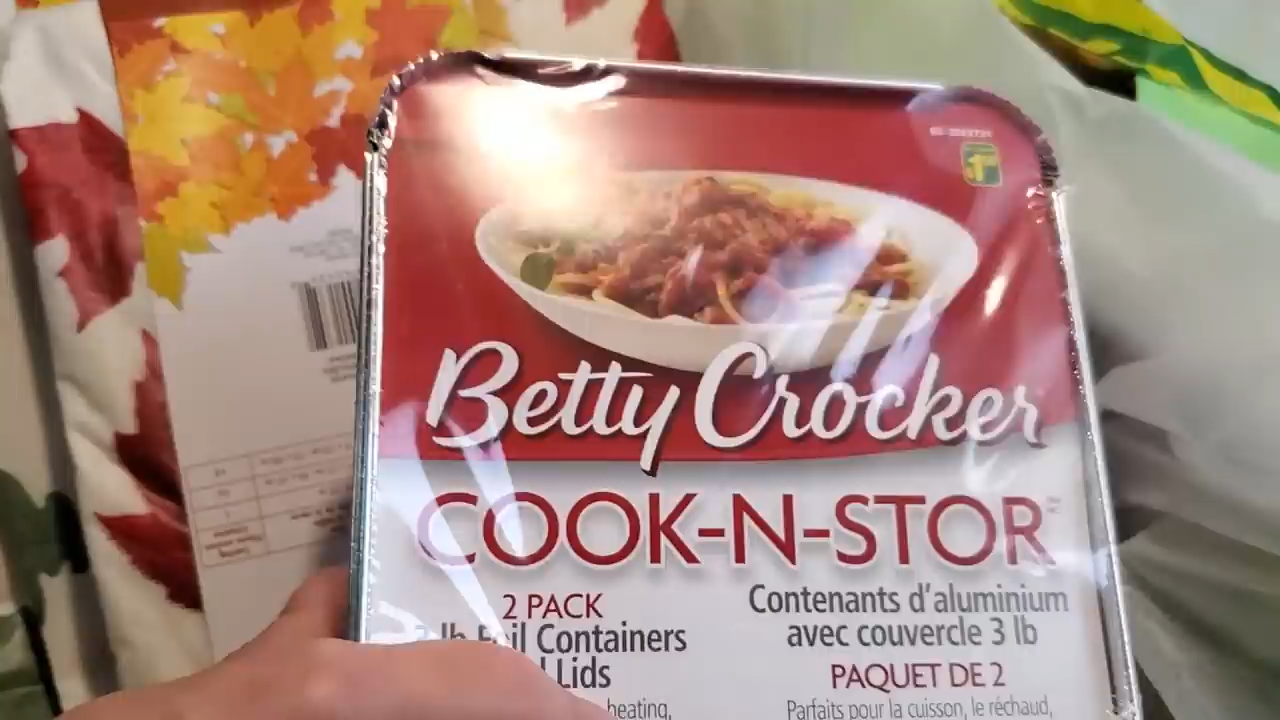 Betty Crocker
COOK-N-STOR
2 PACK
lb Foil Containers
Lids
heating,
Contenants d'aluminium
avec couvercle 3 lb
PAQUET DE 2
Parfaits pour la cuisson, le réchaud,